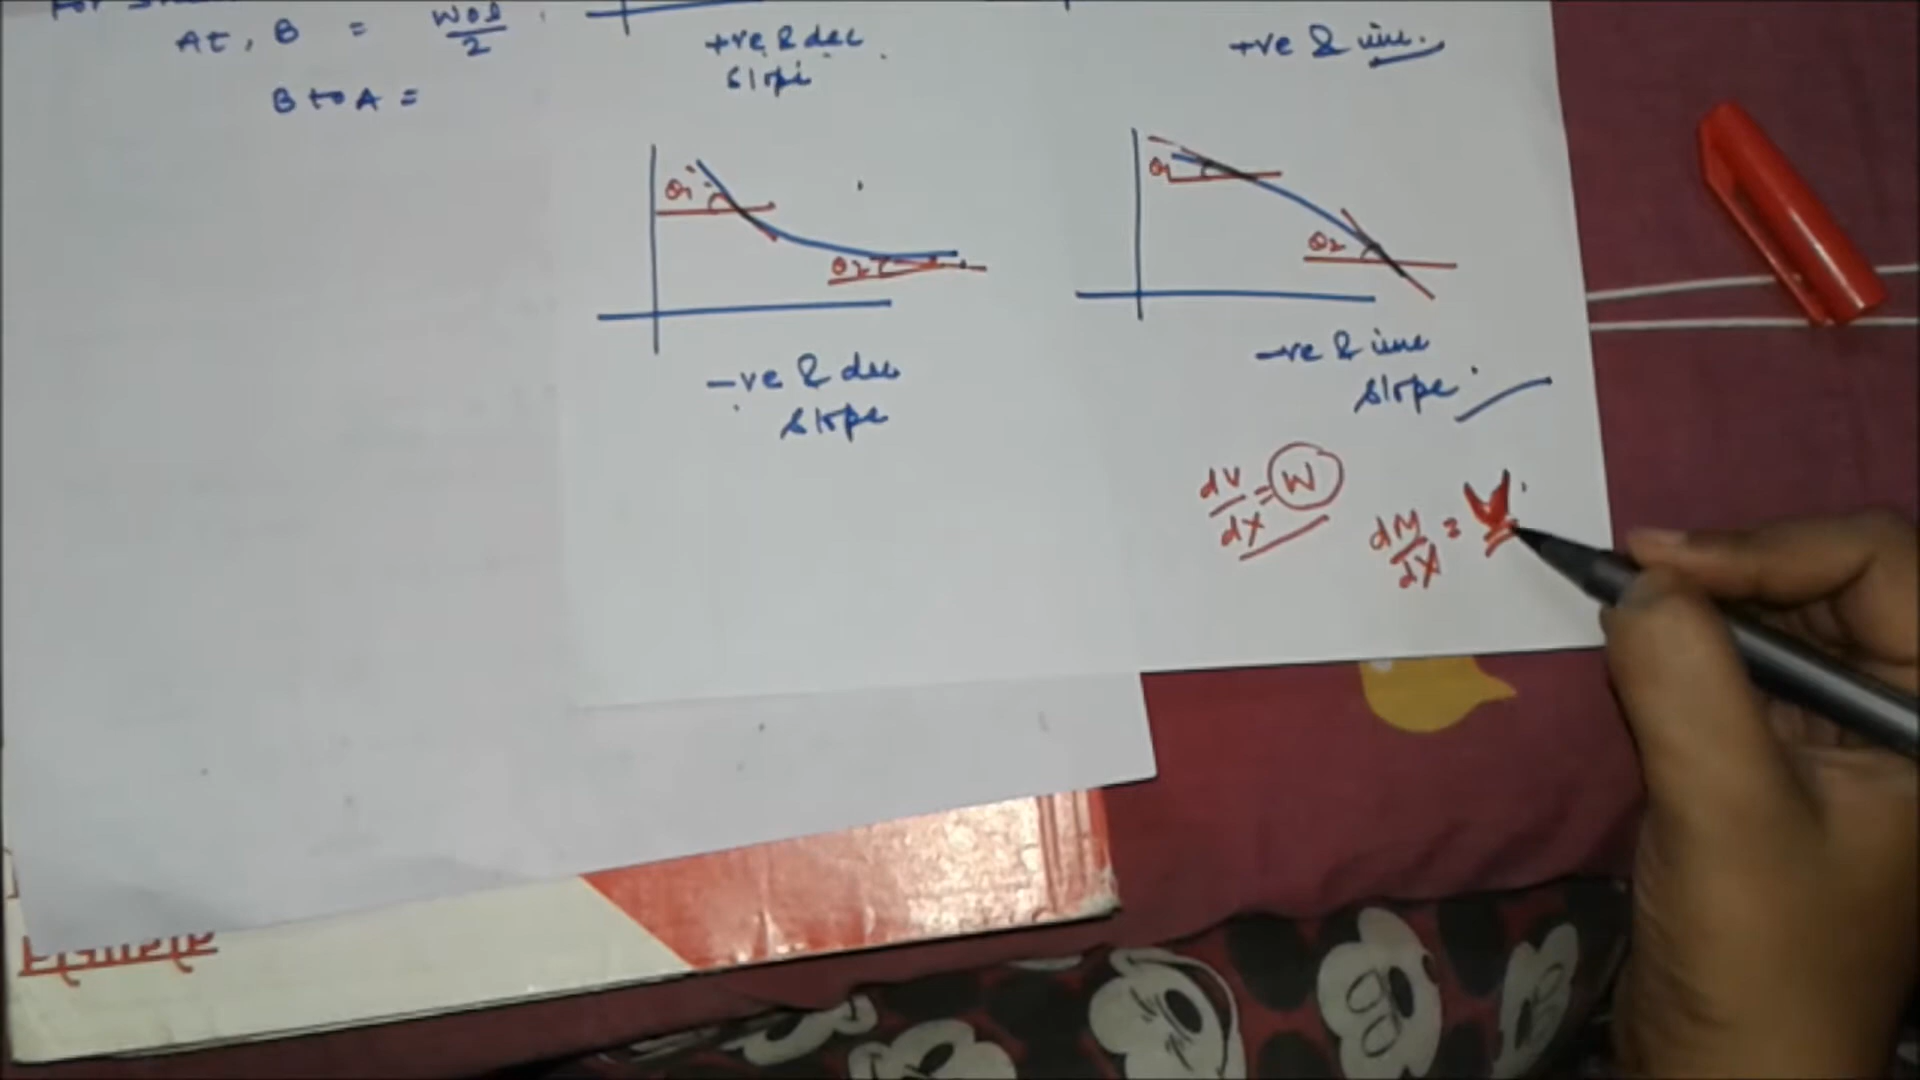 At, B = W0l/2
B to A =
+ve & dec
slope
+ve & inc.
θ1
θ2
-ve & dec
slope
θ1
θ2
-ve & inc
slope
dV/dx = W
dM/dx = V